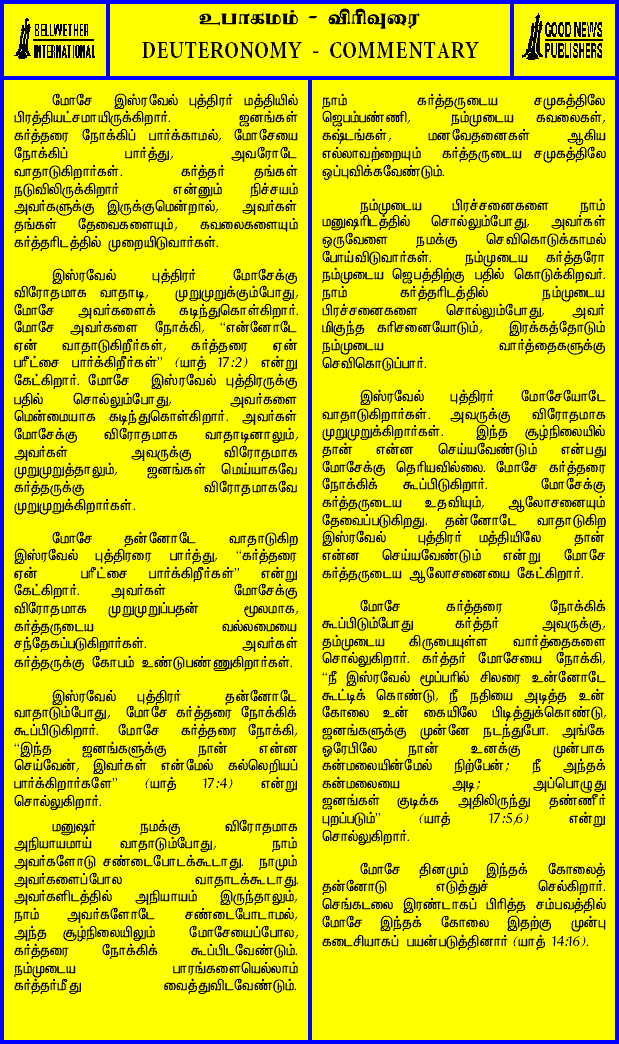 BELLWETHER
INTERNATIONAL
உபாகமம் - விரிவுரை
DEUTERONOMY - COMMENTARY
GOOD NEWS
PUBLISHERS
மோசே இஸ்ரவேல் புத்திரர் மத்தியில்
பிரத்தியட்சமாயிருக்கிறார். ஜனங்கள்
கர்த்தரை நோக்கிப் பார்க்காமல், மோசேயை
நோக்கிப் பார்த்து, அவரோடே
வாதாடுகிறார்கள். கர்த்தர் தங்கள்
நடுவிலிருக்கிறார் என்னும் நிச்சயம்
அவர்களுக்கு இருக்குமென்றால், அவர்கள்
தங்கள் தேவைகளையும், கவலைகளையும்
கர்த்தரிடத்தில் முறையிடுவார்கள்.
இஸ்ரவேல் புத்திரர் மோசேக்கு
விரோதமாக வாதாடி, முறுமுறுக்கும்போது,
மோசே அவர்களைக் கடிந்துகொள்கிறார்.
மோசே அவர்களை நோக்கி, “என்னோடே
ஏன் வாதாடுகிறீர்கள், கர்த்தரை ஏன்
பரீட்சை பார்க்கிறீர்கள்” (யாத் 17:2) என்று
கேட்கிறார். மோசே இஸ்ரவேல் புத்திரருக்கு
பதில் சொல்லும்போது, அவர்களை
மென்மையாக கடிந்துகொள்கிறார். அவர்கள்
மோசேக்கு விரோதமாக வாதாடினாலும்,
அவர்கள் அவருக்கு விரோதமாக
முறுமுறுத்தாலும், ஜனங்கள் மெய்யாகவே
கர்த்தருக்கு விரோதமாகவே
முறுமுறுக்கிறார்கள்.
மோசே தன்னோடே வாதாடுகிற
இஸ்ரவேல் புத்திரரை பார்த்து, “கர்த்தரை
ஏன் பரீட்சை பார்க்கிறீர்கள்” என்று
கேட்கிறார். அவர்கள் மோசேக்கு
விரோதமாக முறுமுறுப்பதன் மூலமாக,
கர்த்தருடைய வல்லமையை
சந்தேகப்படுகிறார்கள். அவர்கள்
கர்த்தருக்கு கோபம் உண்டுபண்ணுகிறார்கள்.
இஸ்ரவேல் புத்திரர் தன்னோடே
வாதாடும்போது, மோசே கர்த்தரை நோக்கிக்
கூப்பிடுகிறார். மோசே கர்த்தரை நோக்கி,
“இந்த ஜனங்களுக்கு நான் என்ன
செய்வேன், இவர்கள் என்மேல் கல்லெறியப்
பார்க்கிறார்களே” (யாத் 17:4) என்று
சொல்லுகிறார்.
மனுஷர் நமக்கு விரோதமாக
அநியாயமாய் வாதாடும்போது, நாம்
அவர்களோடு சண்டைபோடக்கூடாது. நாமும்
அவர்களைப்போல வாதாடக்கூடாது.
அவர்களிடத்தில் அநியாயம் இருந்தாலும்,
நாம் அவர்களோடே சண்டைபோடாமல்,
அந்த சூழ்நிலையிலும் மோசேயைப்போல,
கர்த்தரை நோக்கிக் கூப்பிடவேண்டும்.
நம்முடைய பாரங்களையெல்லாம்
கர்த்தர்மீது வைத்துவிடவேண்டும்.
நாம் கர்த்தருடைய சமுகத்திலே
ஜெபம்பண்ணி, நம்முடைய கவலைகள்,
கஷ்டங்கள், மனவேதனைகள் ஆகிய
எல்லாவற்றையும் கர்த்தருடைய சமுகத்திலே
ஒப்புவிக்கவேண்டும்.
நம்முடைய பிரச்சனைகளை நாம்
மனுஷரிடத்தில் சொல்லும்போது, அவர்கள்
ஒருவேளை நமக்கு செவிகொடுக்காமல்
போய்விடுவார்கள். நம்முடைய கர்த்தரோ
நம்முடைய ஜெபத்திற்கு பதில் கொடுக்கிறவர்.
நாம் கர்த்தரிடத்தில் நம்முடைய
பிரச்சனைகளை சொல்லும்போது, அவர்
மிகுந்த கரிசனையோடும், இரக்கத்தோடும்
நம்முடைய வார்த்தைகளுக்கு
செவிகொடுப்பார்.
இஸ்ரவேல் புத்திரர் மோசேயோடே
வாதாடுகிறார்கள். அவருக்கு விரோதமாக
முறுமுறுக்கிறார்கள். இந்த சூழ்நிலையில்
தான் என்ன செய்யவேண்டும் என்பது
மோசேக்கு தெரியவில்லை. மோசே கர்த்தரை
நோக்கிக் கூப்பிடுகிறார். மோசேக்கு
கர்த்தருடைய உதவியும், ஆலோசனையும்
தேவைப்படுகிறது. தன்னோடே வாதாடுகிற
இஸ்ரவேல் புத்திரர் மத்தியிலே தான்
என்ன செய்யவேண்டும் என்று மோசே
கர்த்தருடைய ஆலோசனையை கேட்கிறார்.
மோசே கர்த்தரை நோக்கிக்
கூப்பிடும்போது கர்த்தர் அவருக்கு,
தம்முடைய கிருபையுள்ள வார்த்தைகளை
சொல்லுகிறார். கர்த்தர் மோசேயை நோக்கி,
“நீ இஸ்ரவேல் மூப்பரில் சிலரை உன்னோடே
கூட்டிக் கொண்டு, நீ நதியை அடித்த உன்
கோலை உன் கையிலே பிடித்துக்கொண்டு,
ஜனங்களுக்கு முன்னே நடந்துபோ. அங்கே
ஓரேபிலே நான் உனக்கு முன்பாக
கன்மலையின்மேல் நிற்பேன்; நீ அந்தக்
கன்மலையை அடி; அப்பொழுது
ஜனங்கள் குடிக்க அதிலிருந்து தண்ணீர்
புறப்படும்” (யாத் 17:5,6) என்று
சொல்லுகிறார்.
மோசே தினமும் இந்தக் கோலைத்
தன்னோடு எடுத்துச் செல்கிறார்.
செங்கடலை இரண்டாகப் பிரித்த சம்பவத்தில்
மோசே இந்தக் கோலை இதற்கு முன்பு
கடைசியாகப் பயன்படுத்தினார் (யாத் 14:16).